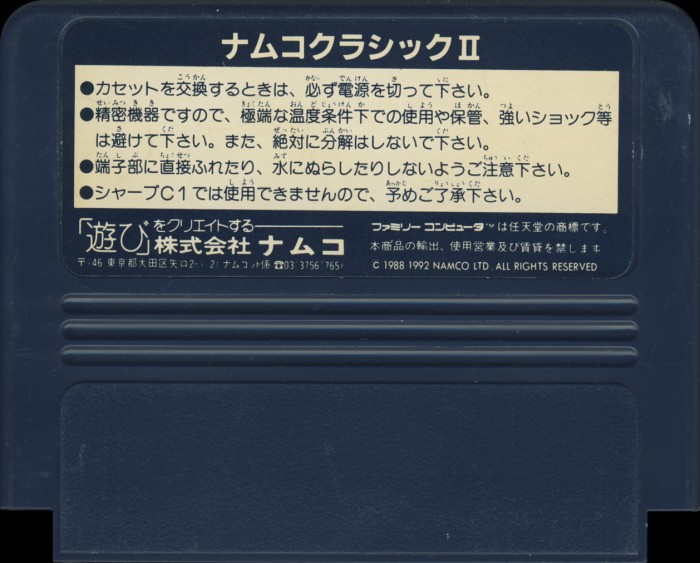 ナムコクラシックⅡ
●カセットを交換するときは、必ず電源を切って下さい。
●精密機器ですので、極端な温度条件下での使用や保管、強いショック等
は避けて下さい。また、絶対に分解はしないで下さい。
●端子部に直接ふれたり、水にぬらしたりしないようご注意下さい。
●シャープC1では使用できませんので、予めご了承下さい。
「遊び」をクリエイトする
株式会社 ナムコ
〒146 東京都大田区矢口2- ナムコット係 ☎03 3756 7651
ファミリーコンピュータ™は任天堂の商標です。
本商品の輸出、使用営業及び賃貸を禁します
© 1988 1992 NAMCO LTD., ALL RIGHTS RESERVED